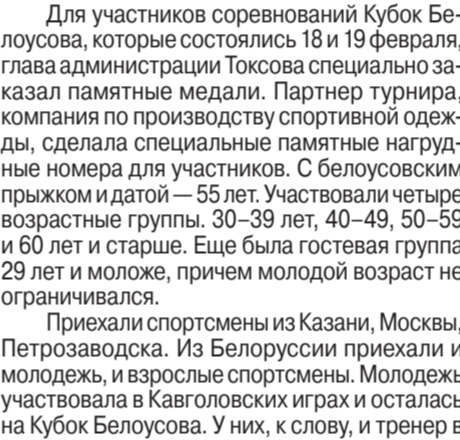 Для участников соревнований Кубок Бе-
лоусова, которые состоялись 18 и 19 февраля,
глава администрации Токсова специально за-
казал памятные медали. Партнер турнира,
компания по производству спортивной одеж-
ды, сделала специальные памятные нагруд-
ные номера для участников. С белоусовским
прыжком и датой — 55 лет. Участвовали четыре
возрастные группы. 30–39 лет, 40–49, 50–59
и 60 лет и старше. Еще была гостевая группа
29 лет и моложе, причем молодой возраст не
ограничивался.
Приехали спортсмены из Казани, Москвы,
Петрозаводска. Из Белоруссии приехали и
молодежь, и взрослые спортсмены. Молодежь
участвовала в Кавголовских играх и осталась
на Кубок Белоусова. У них, к слову, и тренер в